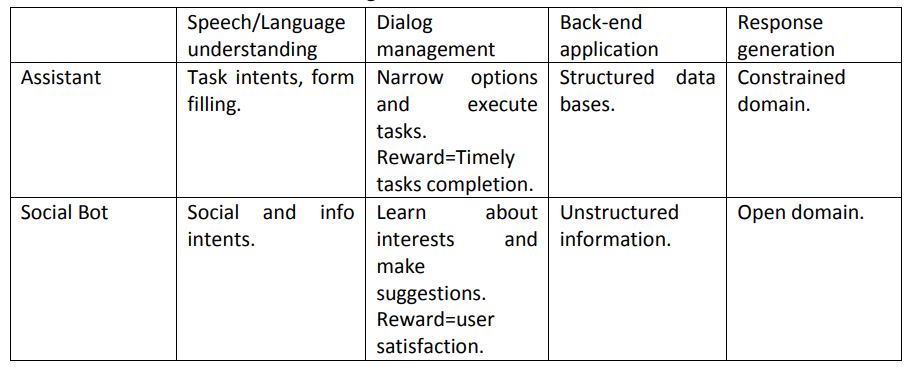 Speech/Language
understanding
Dialog
management
Back-end
application
Response
generation
Assistant
Task intents, form
filling.
Narrow options
and execute
tasks.
Reward=Timely
tasks completion.
Structured data
bases.
Constrained
domain.
Social Bot
Social and info
intents.
Learn about
interests and
make
suggestions.
Reward=user
satisfaction.
Unstructured
information.
Open domain.